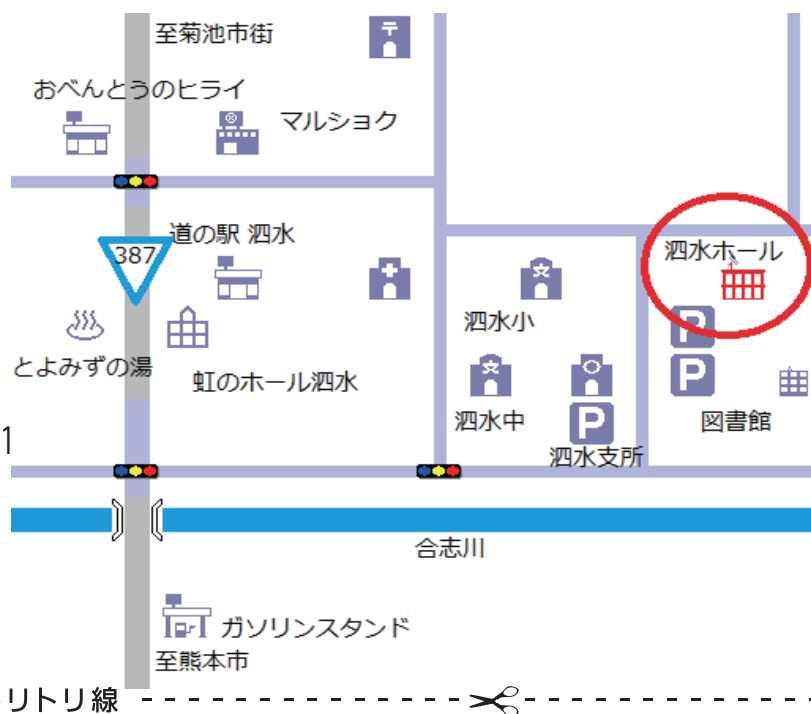 至菊池市街
おべんとうのヒライ
マルショク
道の駅 泗水
387
泗水ホール
とよみずの湯
虹のホール泗水
泗水小
P
P
泗水中
P
図書館
泗水支所
1
合志川
ガソリンスタンド
至熊本市
リトリ線